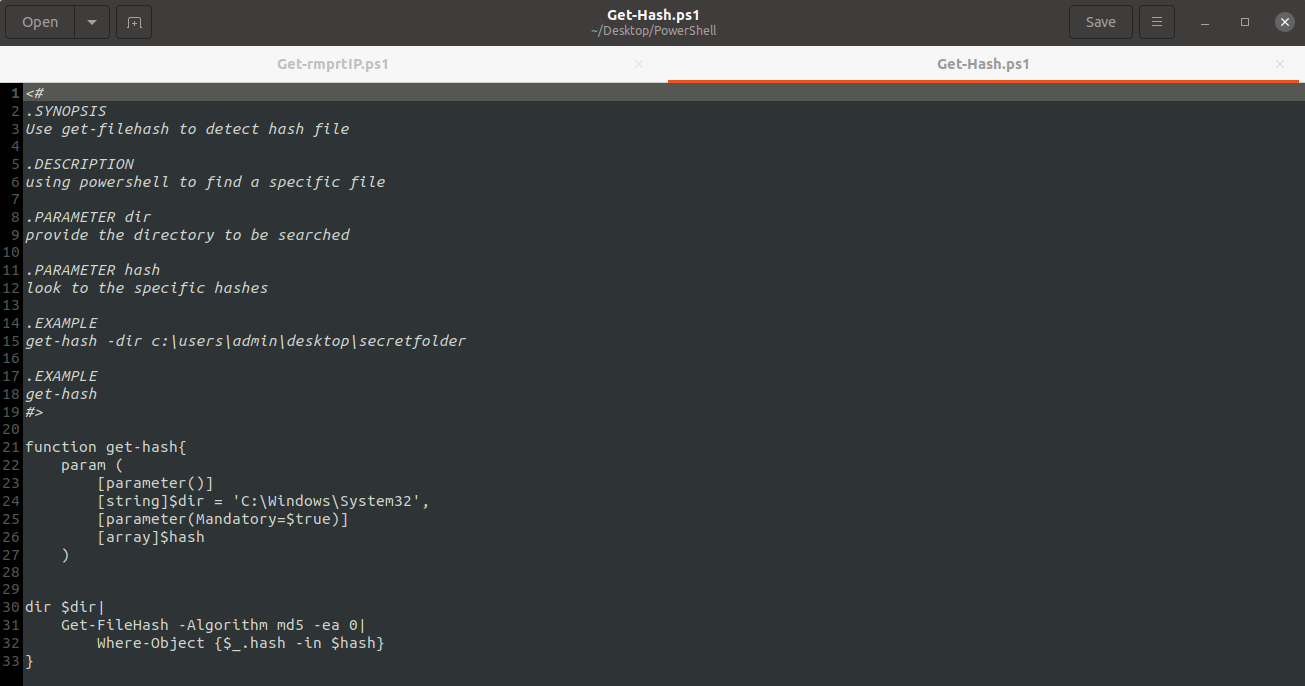 Open
Get-Hash.ps1
~/Desktop/PowerShell
Save
Get-rmprtIP.ps1
Get-Hash.ps1
1 <#
2 .SYNOPSIS
3 Use get-filehash to detect hash file
4
5 .DESCRIPTION
6 using powershell to find a specific file
7
8 .PARAMETER dir
9 provide the directory to be searched
10
11 .PARAMETER hash
12 look to the specific hashes
13
14 .EXAMPLE
15 get-hash -dir c:\users\admin\desktop\secretfolder
16
17 .EXAMPLE
18 get-hash
19 #>
20
21 function get-hash{
22     param (
23         [parameter()]
24         [string]$dir = 'C:\Windows\System32',
25         [parameter(Mandatory=$true)]
26         [array]$hash
27     )
28
29
30 dir $dir|
31     Get-FileHash -Algorithm md5 -ea 0|
32         Where-Object {$_.hash -in $hash}
33 }